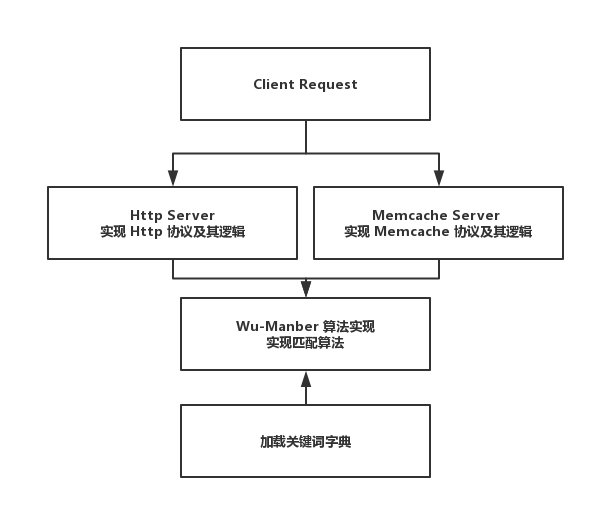 Client Request
Http Server
实现 Http 协议及其逻辑
Memcache Server
实现 Memcache 协议及其逻辑
Wu-Manber 算法实现
实现匹配算法
加载关键词字典